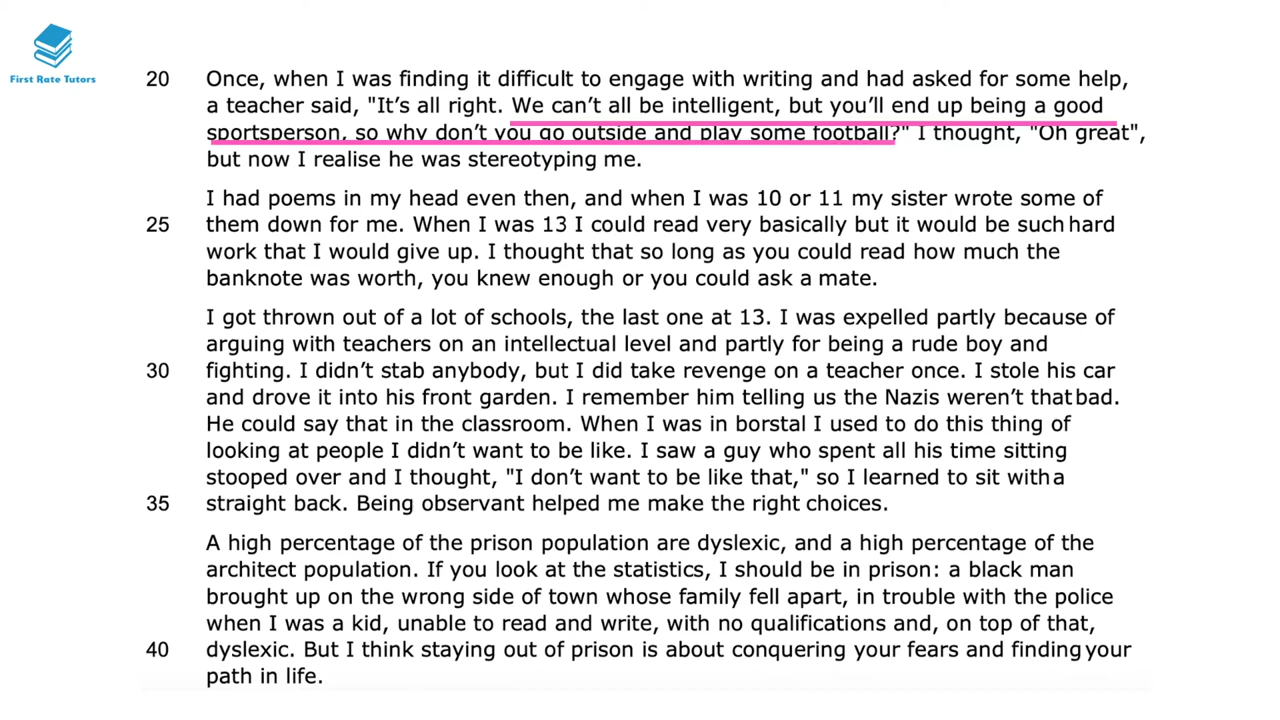 First Rate Tutors
20 Once, when I was finding it difficult to engage with writing and had asked for some help,
a teacher said, "It's all right. We can't all be intelligent, but you'll end up being a good
sportsperson, so why don't you go outside and play some football?" I thought, "Oh great",
but now I realise he was stereotyping me.
I had poems in my head even then, and when I was 10 or 11 my sister wrote some of
25 them down for me. When I was 13 I could read very basically but it would be such hard
work that I would give up. I thought that so long as you could read how much the
banknote was worth, you knew enough or you could ask a mate.
I got thrown out of a lot of schools, the last one at 13. I was expelled partly because of
arguing with teachers on an intellectual level and partly for being a rude boy and
30 fighting. I didn't stab anybody, but I did take revenge on a teacher once. I stole his car
and drove it into his front garden. I remember him telling us the Nazis weren't that bad.
He could say that in the classroom. When I was in borstal I used to do this thing of
looking at people I didn't want to be like. I saw a guy who spent all his time sitting
stooped over and I thought, "I don't want to be like that," so I learned to sit with a
35 straight back. Being observant helped me make the right choices.
A high percentage of the prison population are dyslexic, and a high percentage of the
architect population. If you look at the statistics, I should be in prison: a black man
brought up on the wrong side of town whose family fell apart, in trouble with the police
when I was a kid, unable to read and write, with no qualifications and, on top of that,
40 dyslexic. But I think staying out of prison is about conquering your fears and finding your
path in life.